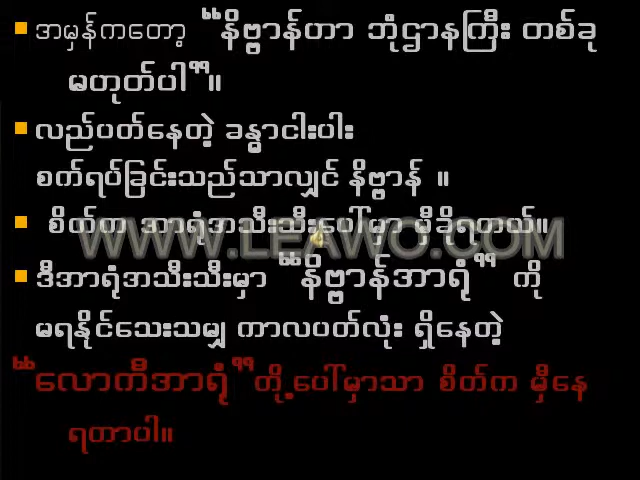 အမှန်ကတော့ “နိဗ္ဗာန်ဟာ ဘုံဌာနကြီး တစ်ခု
မဟုတ်ပါ”။
လည်ပတ်နေတဲ့ ခန္ဓာငါးပါး
စက်ရပ်ခြင်းသည်သာလျှင် နိဗ္ဗာန် ။
စိတ်က အာရုံအသီးသီးပေါ်မှာ မှီခိုရတယ်။
WWW.LEAWO.COM
ဒီအာရုံအသီးသီးမှာ “နိဗ္ဗာန်အာရုံ” ကို
မရနိုင်သေးသမျှ ကာလပတ်လုံး ရှိနေတဲ့
“လောကီအာရုံ”တို့ပေါ်မှာသာ စိတ်က မှီနေ
ရတာပါ။